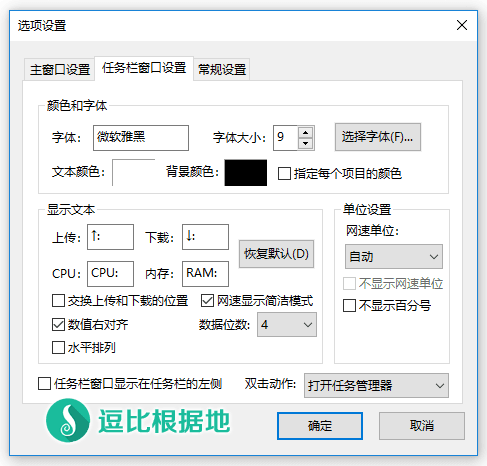 选项设置
主窗口设置 任务栏窗口设置 常规设置
颜色和字体
字体: 微软雅黑 字体大小: 9 选择字体(F)...
文本颜色: 背景颜色: 指定每个项目的颜色
显示文本
上传: ↑: 下载: ↓: 恢复默认(D)
CPU: CPU: 内存: RAM:
交换上传和下载的位置 网速显示简洁模式
数值右对齐 数据位数: 4
水平排列
单位设置
网速单位:
自动
不显示网速单位
不显示百分号
任务栏窗口显示在任务栏的左侧 双击动作: 打开任务管理器
逗比根据地 确定 取消